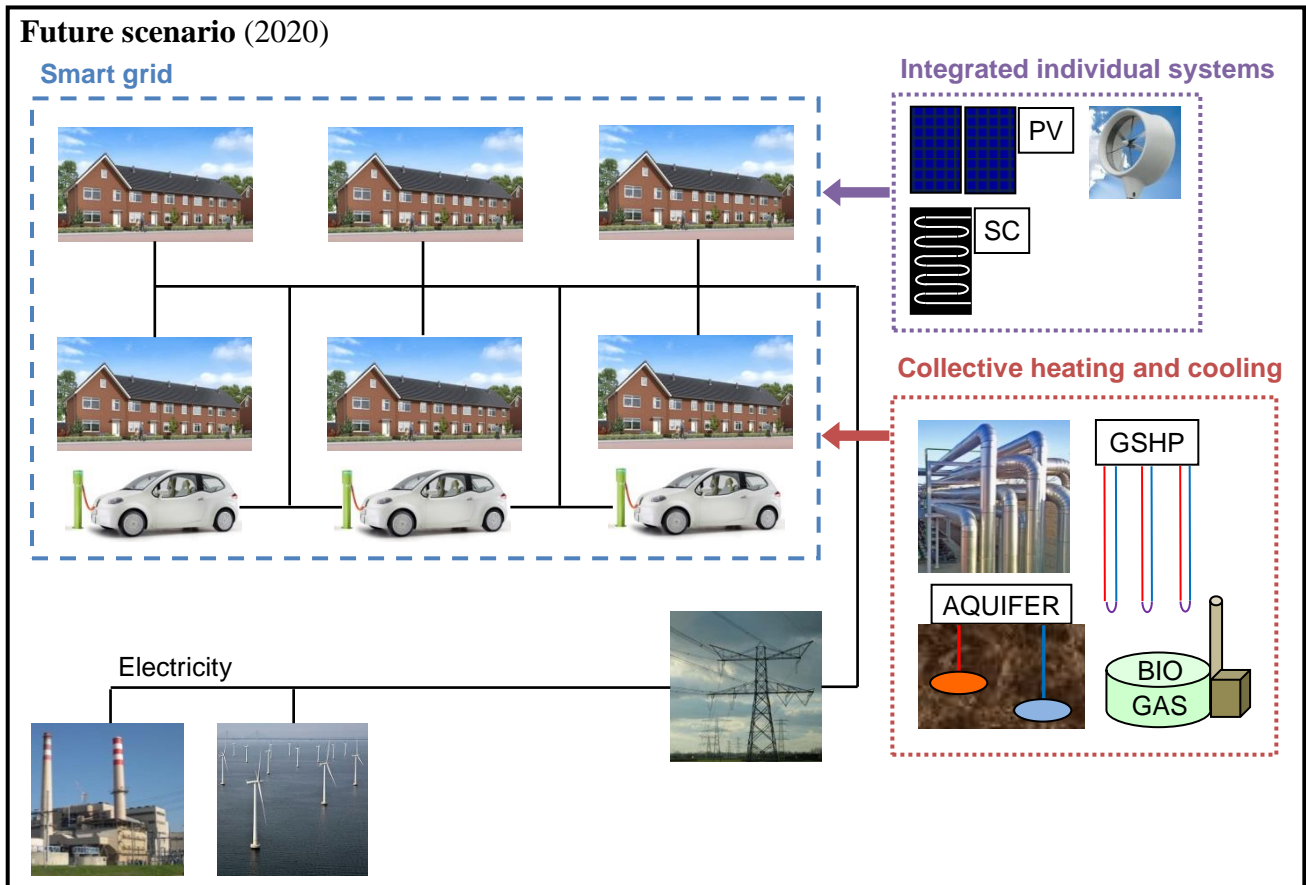 Future scenario (2020)
Smart grid
Integrated individual systems
PV
SC
Collective heating and cooling
GSHP
AQUIFER
BIO
GAS
Electricity